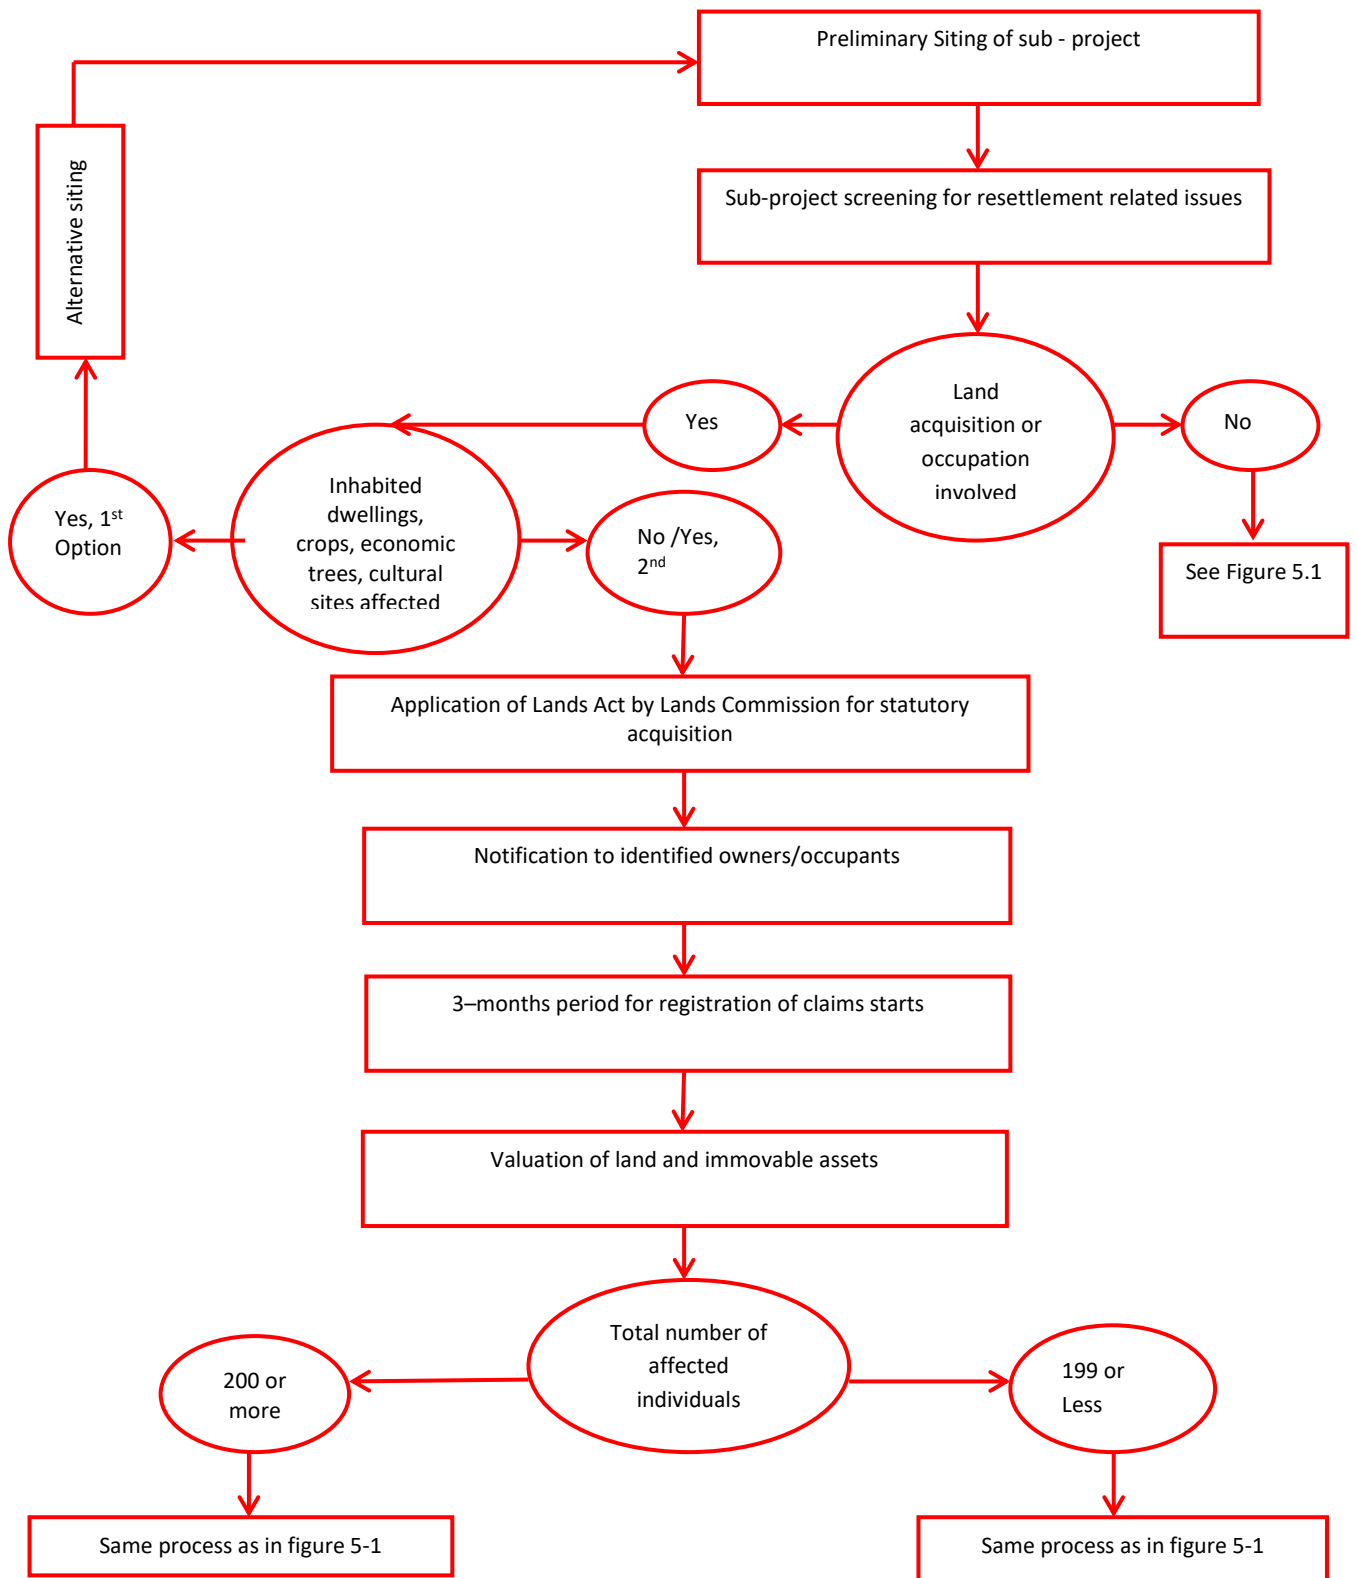 Preliminary Siting of sub - project
Alternative siting
Sub-project screening for resettlement related issues
Land
acquisition or
occupation
involved
Yes
No
See Figure 5.1
Inhabited
dwellings,
crops, economic
trees, cultural
sites affected
Yes, 1st
Option
No /Yes,
2nd
Application of Lands Act by Lands Commission for statutory
acquisition
Notification to identified owners/occupants
3–months period for registration of claims starts
Valuation of land and immovable assets
Total number of
affected
individuals
200 or
more
199 or
Less
Same process as in figure 5-1
Same process as in figure 5-1